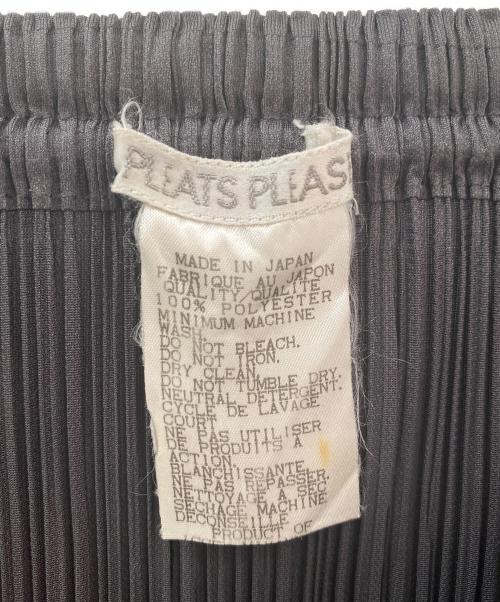 PLEATS PLEAS
MADE IN JAPAN
FABRIQUE AU JAPON
QUALITY QUALITE
100% POLYESTER
MINIMUM MACHINE
WASH.
DO NOT BLEACH.
DO NOT IRON.
DRY CLEAN.
DO NOT TUMBLE DRY.
NEUTRAL DETERGENT.
CYCLE DE LAVAGE
COURT
NE PAS UTILISER
DE PRODUITS A
ACTION
BLANCHISSANTE
NE PAS REPASSER.
NETTOYAGE A SEC
SECHAGE MACHINE
DECONSEILLE
PRODUCT OF